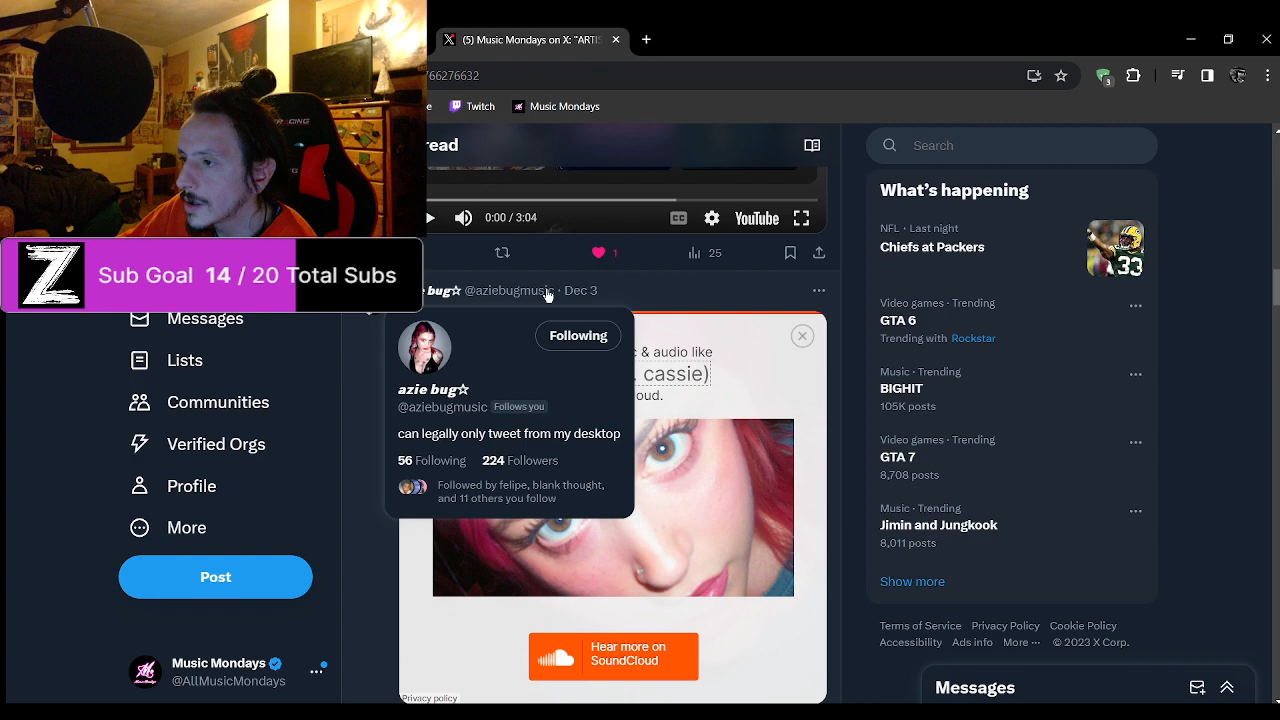 (5) Music Mondays on X: "ARTIS
766276632
3
e
Twitch
Music Mondays
read
Search
0:00 / 3:04
CC
YouTube
1
25
RACING
Sub Goal 14 / 20 Total Subs
e bug☆ @aziebugmusic · Dec 3
Messages
Lists
Communities
Verified Orgs
Profile
More
Post
Music Mondays
@AllMusicMondays
Following
azie bug☆
@aziebugmusic Follows you
can legally only tweet from my desktop
56 Following 224 Followers
Followed by felipe, blank thought,
and 11 others you follow
c & audio like
. cassie)
oud.
Hear more on
SoundCloud
Privacy policy
What's happening
NFL · Last night
Chiefs at Packers
33
Video games · Trending
GTA 6
Trending with Rockstar
Music · Trending
BIGHIT
105K posts
Video games · Trending
GTA 7
8,708 posts
Music · Trending
Jimin and Jungkook
8,011 posts
Show more
Terms of Service Privacy Policy Cookie Policy
Accessibility Ads info More ··· © 2023 X Corp.
Messages